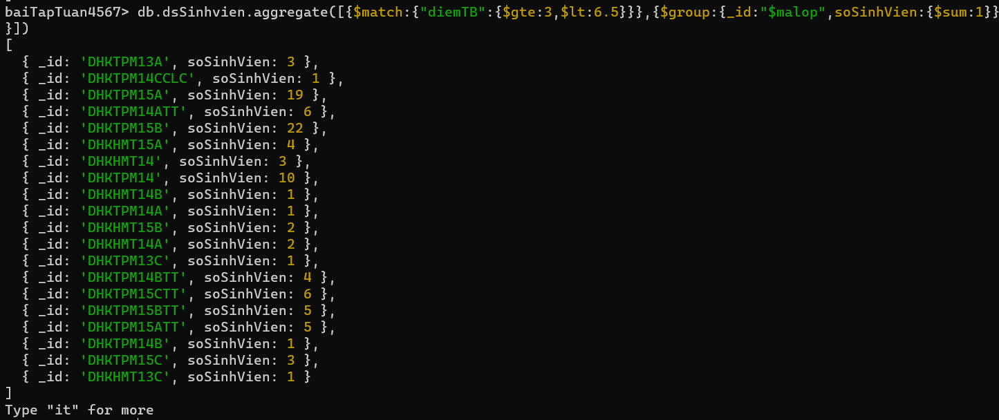 baiTapTuan4567> db.dsSinhvien.aggregate([{$match:{"diemTB":{$gte:3,$lt:6.5}}},{$group:{_id:"$malop",soSinhVien:{$sum:1}}
}])
[
  { _id: 'DHKTPM13A', soSinhVien: 3 },
  { _id: 'DHKTPM14CCLC', soSinhVien: 1 },
  { _id: 'DHKTPM15A', soSinhVien: 19 },
  { _id: 'DHKTPM14ATT', soSinhVien: 6 },
  { _id: 'DHKTPM15B', soSinhVien: 22 },
  { _id: 'DHKHMT15A', soSinhVien: 4 },
  { _id: 'DHKHMT14', soSinhVien: 3 },
  { _id: 'DHKTPM14', soSinhVien: 10 },
  { _id: 'DHKHMT14B', soSinhVien: 1 },
  { _id: 'DHKTPM14A', soSinhVien: 1 },
  { _id: 'DHKHMT15B', soSinhVien: 2 },
  { _id: 'DHKHMT14A', soSinhVien: 2 },
  { _id: 'DHKTPM13C', soSinhVien: 1 },
  { _id: 'DHKTPM14BTT', soSinhVien: 4 },
  { _id: 'DHKTPM15CTT', soSinhVien: 6 },
  { _id: 'DHKTPM15BTT', soSinhVien: 5 },
  { _id: 'DHKTPM15ATT', soSinhVien: 5 },
  { _id: 'DHKTPM14B', soSinhVien: 1 },
  { _id: 'DHKTPM15C', soSinhVien: 3 },
  { _id: 'DHKHMT13C', soSinhVien: 1 }
]
Type "it" for more